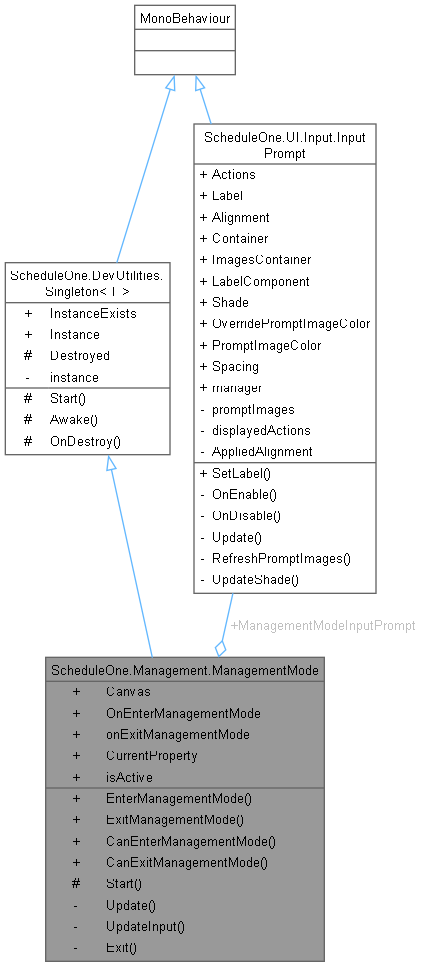 MonoBehaviour
ScheduleOne.UI.Input.Input
Prompt
+ Actions
+ Label
+ Alignment
+ Container
+ ImagesContainer
+ LabelComponent
+ Shade
+ OverridePromptImageColor
+ PromptImageColor
+ Spacing
+ manager
- promptImages
- displayedActions
- AppliedAlignment
+ SetLabel()
- OnEnable()
- OnDisable()
- Update()
- RefreshPromptImages()
- UpdateShade()
ScheduleOne.DevUtilities.
Singleton< T >
+ InstanceExists
+ Instance
# Destroyed
- instance
# Start()
# Awake()
# OnDestroy()
+ManagementModeInputPrompt
ScheduleOne.Management.ManagementMode
+ Canvas
+ OnEnterManagementMode
+ onExitManagementMode
+ CurrentProperty
+ isActive
+ EnterManagementMode()
+ ExitManagementMode()
+ CanEnterManagementMode()
+ CanExitManagementMode()
# Start()
- Update()
- UpdateInput()
- Exit()